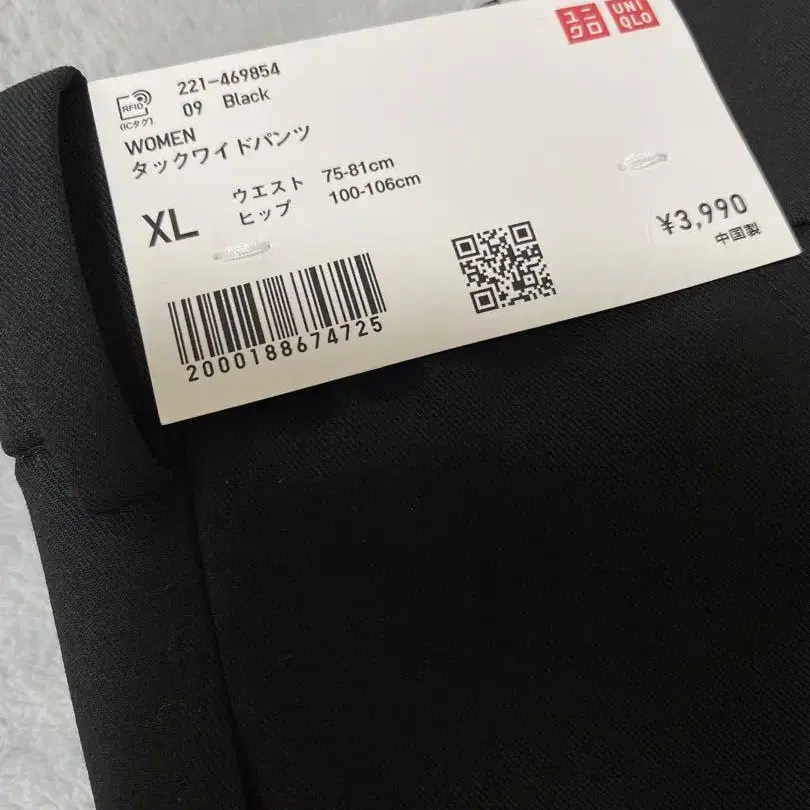 ユニ
クロ
UNI
QLO
RFID
(ICタグ)
221-469854
09 Black
WOMEN
タックワイドパンツ
XL
ウエスト 75-81cm
ヒップ 100-106cm
¥3,990
中国製
2000188674725